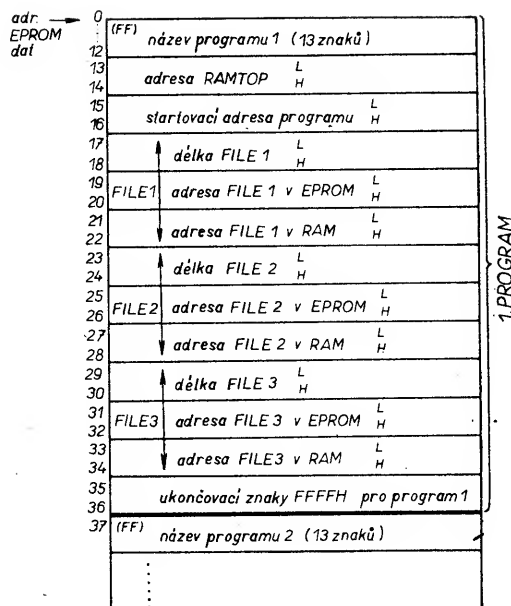 adr. 0
EPROM
dat
(FF) název programu 1 (13 znaků)
12
13 L
adresa RAMTOP
14 H
15 L
startovací adresa programu
16 H
17 L
délka FILE 1
18 H
19 L
FILE1 adresa FILE 1 v EPROM
20 H
21 L
adresa FILE 1 v RAM
22 H
23 L
délka FILE 2
24 H
25 L
FILE2 adresa FILE 2 v EPROM
26 H
27 L
adresa FILE 2 v RAM
28 H
29 L
délka FILE 3
30 H
31 L
FILE3 adresa FILE 3 v EPROM
32 H
33 L
adresa FILE3 v RAM
34 H
35
ukončovací znaky FFFFH pro program 1
36
1. PROGRAM
37 (FF) název programu 2 (13 znaků)